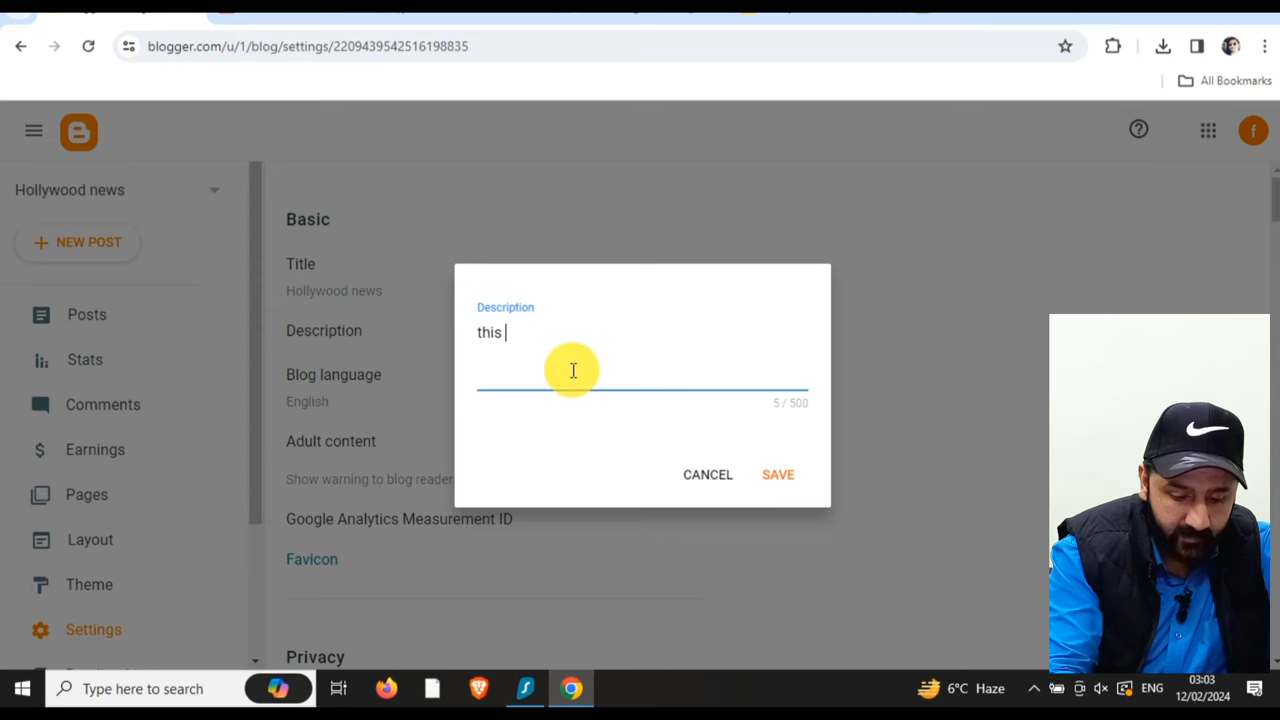 blogger.com/u/1/blog/settings/2209439542516198835
All Bookmarks
f
Hollywood news
NEW POST
Posts
Stats
Comments
Earnings
Pages
Layout
Theme
Settings
Basic
Title
Hollywood news
Description
Blog language
English
Adult content
Show warning to blog reader
Google Analytics Measurement ID
Favicon
Privacy
Description
this
5 / 500
CANCEL
SAVE
Type here to search
6°C Haze
ENG
03:03
12/02/2024